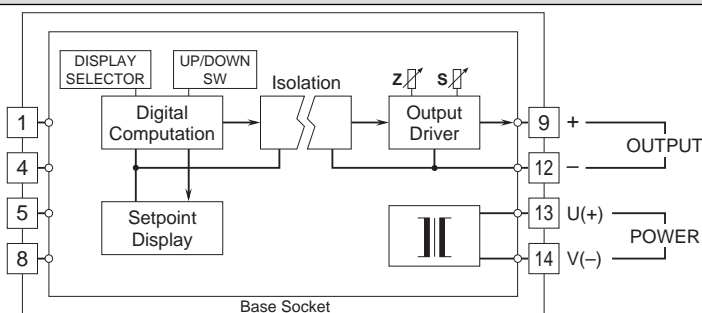 DISPLAY
SELECTOR
UP/DOWN
SW
Isolation
Z
S
Digital
Computation
Output
Driver
Setpoint
Display
1
4
5
8
9
+
12
–
OUTPUT
13
U(+)
14
V(–)
POWER
Base Socket